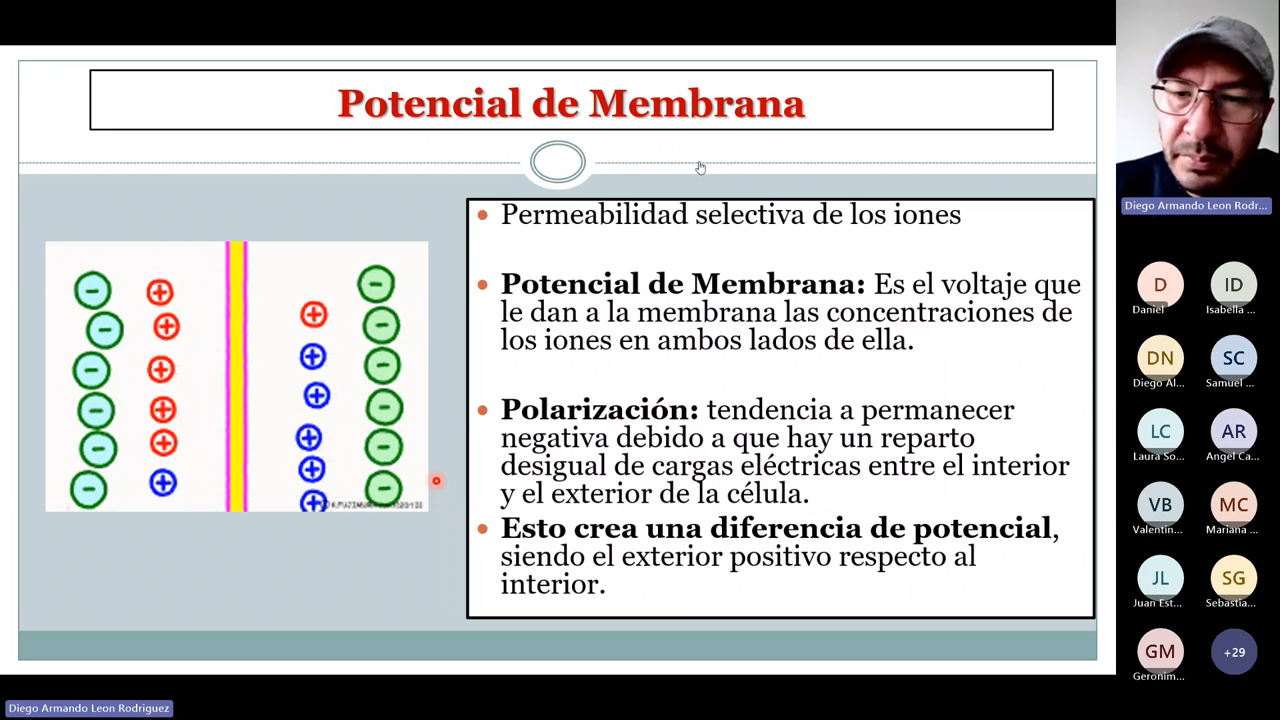 Potencial de Membrana
Permeabilidad selectiva de los iones
Potencial de Membrana: Es el voltaje que
le dan a la membrana las concentraciones de
los iones en ambos lados de ella.
Polarización: tendencia a permanecer
negativa debido a que hay un reparto
desigual de cargas eléctricas entre el interior
y el exterior de la célula.
Esto crea una diferencia de potencial,
siendo el exterior positivo respecto al
interior.
Diego Armando Leon Rodr...
D
ID
Daniel
Isabella ...
DN
SC
Diego Al...
Samuel ...
LC
AR
Laura So...
Angel Ca...
VB
MC
Valentin...
Mariana ...
JL
SG
Juan Est...
Sebastia...
GM
+29
Geronim...
Diego Armando Leon Rodriguez